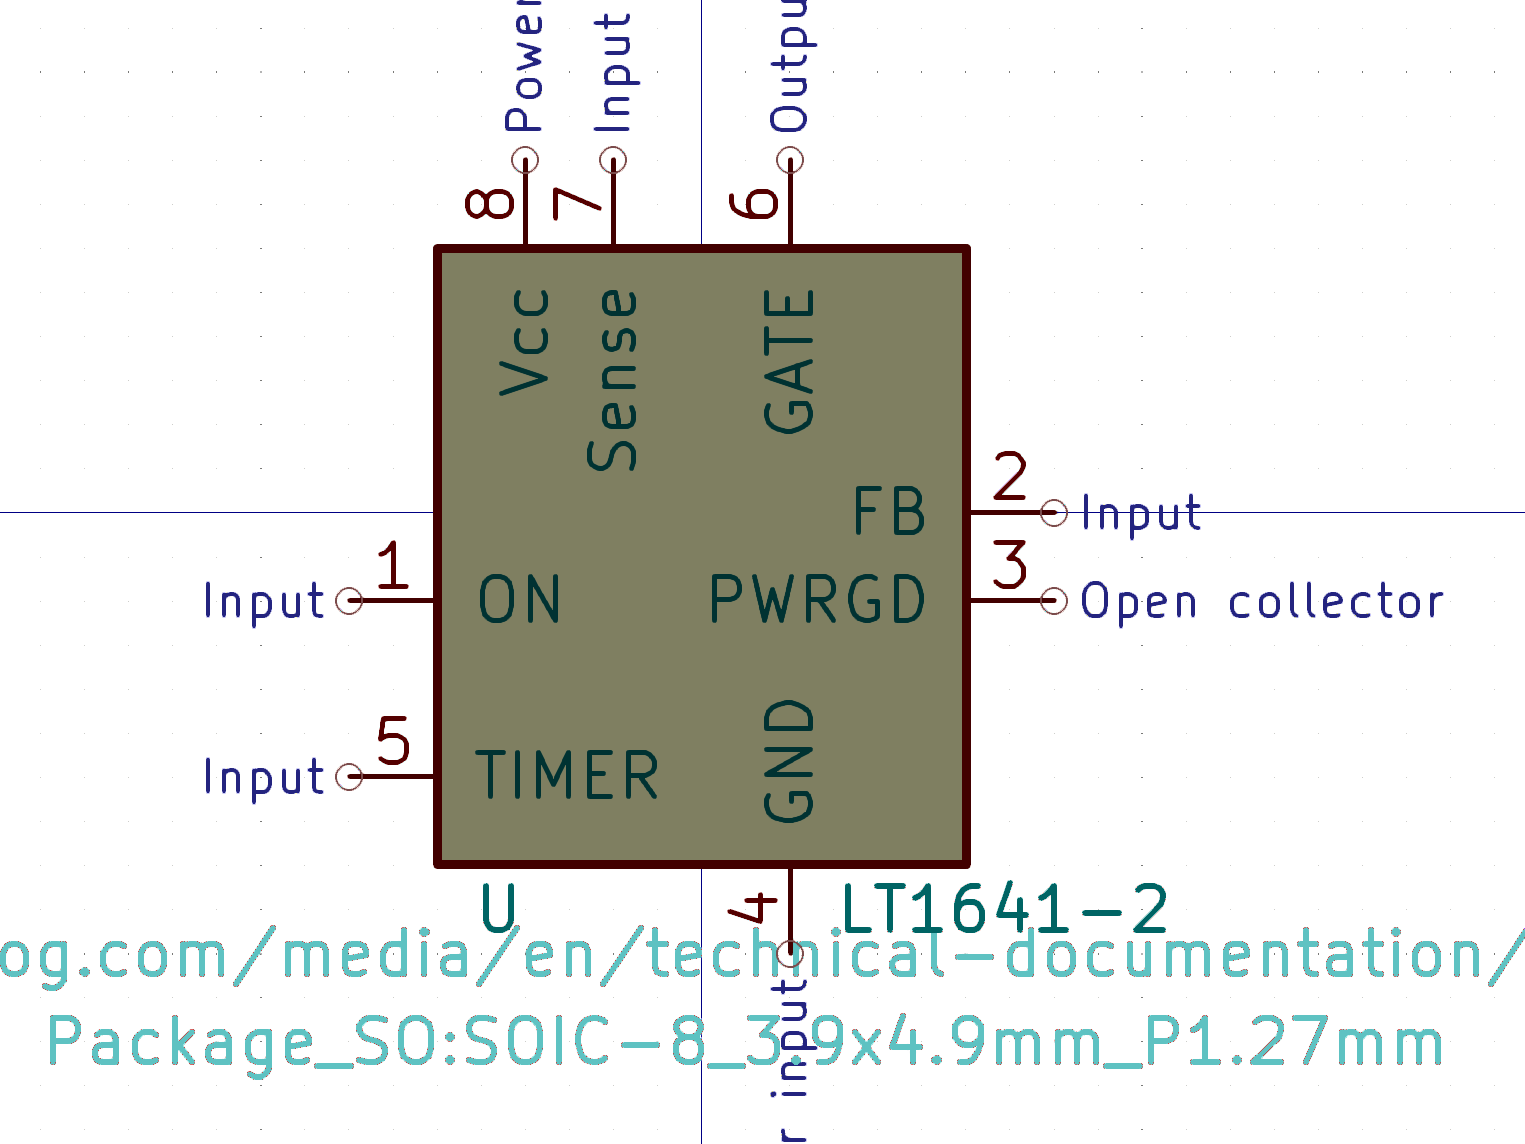 Power
Input
Output
8
7
6
Vcc
Sense
GATE
2
FB
Input
3
1
Input
ON
PWRGD
Open collector
5
Input
TIMER
GND
4
U
LT1641-2
og.com/media/en/technical-documentation/
Package_SO:SOIC-8_3.9x4.9mm_P1.27mm
r input